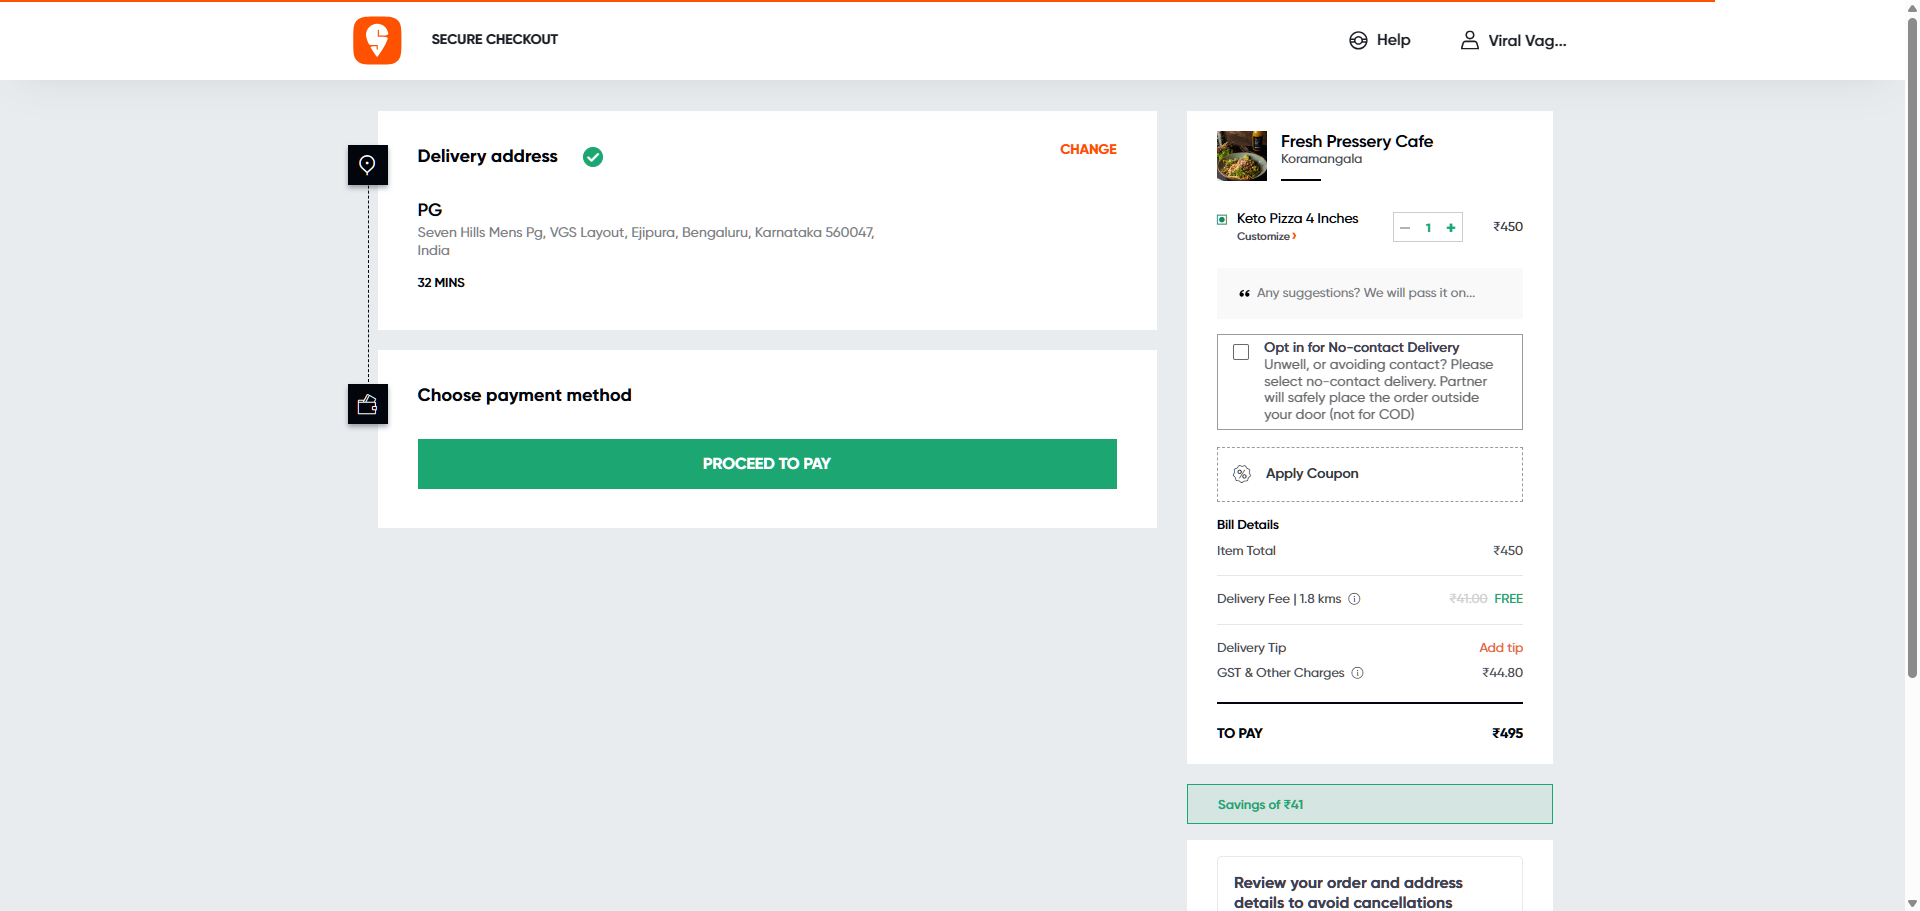 SECURE CHECKOUT
Help
Viral Vag...
Delivery address
CHANGE
PG
Seven Hills Mens Pg, VGS Layout, Ejipura, Bengaluru, Karnataka 560047,
India
32 MINS
Choose payment method
PROCEED TO PAY
Fresh Pressery Cafe
Koramangala
Keto Pizza 4 Inches
Customize ›
− 1 +
₹450
❝ Any suggestions? We will pass it on...
Opt in for No-contact Delivery
Unwell, or avoiding contact? Please
select no-contact delivery. Partner
will safely place the order outside
your door (not for COD)
Apply Coupon
Bill Details
Item Total ₹450
Delivery Fee | 1.8 kms ₹41.00 FREE
Delivery Tip Add tip
GST & Other Charges ₹44.80
TO PAY ₹495
Savings of ₹41
Review your order and address
details to avoid cancellations